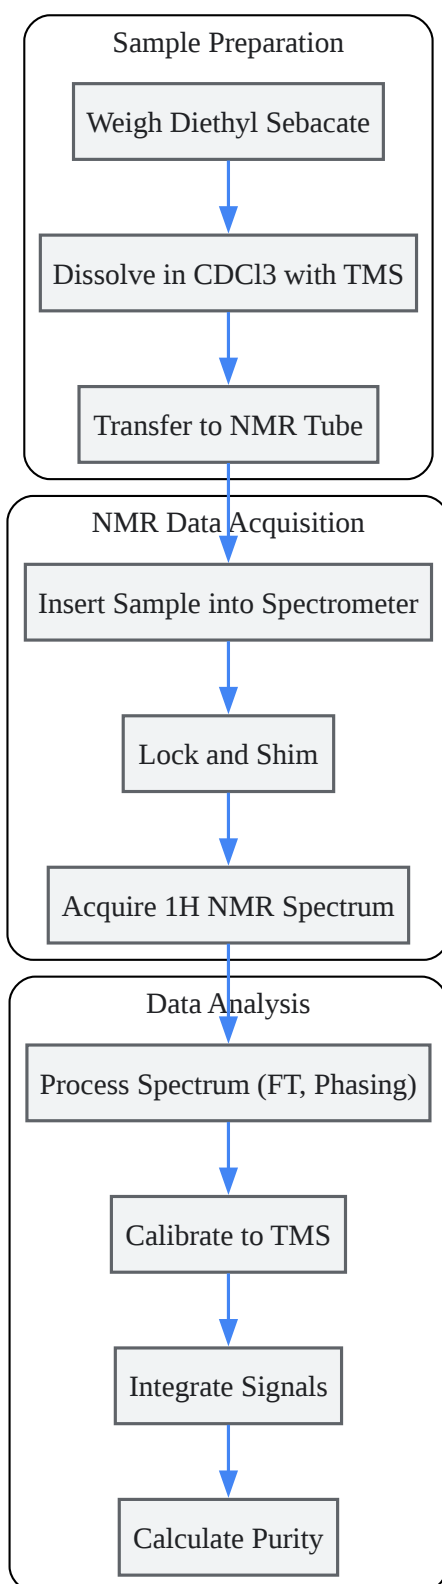 Sample Preparation
Weigh Diethyl Sebacate
Dissolve in CDCl3 with TMS
Transfer to NMR Tube
NMR Data Acquisition
Insert Sample into Spectrometer
Lock and Shim
Acquire 1H NMR Spectrum
Data Analysis
Process Spectrum (FT, Phasing)
Calibrate to TMS
Integrate Signals
Calculate Purity